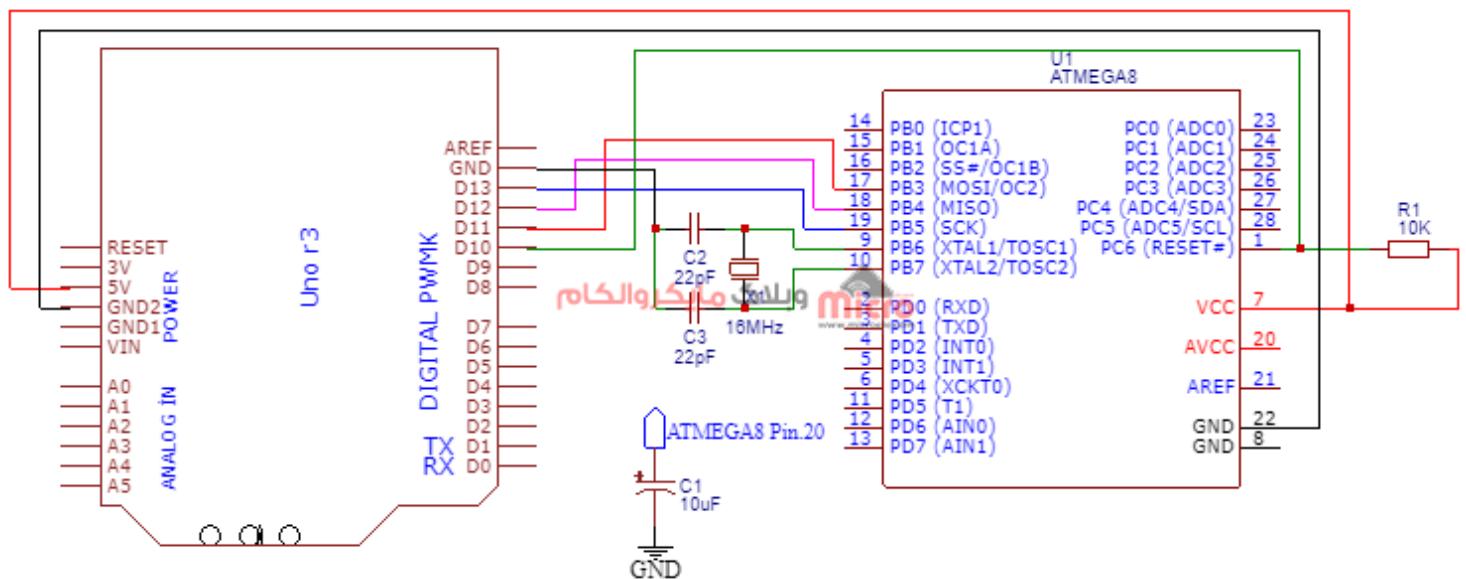 U1
ATMEGA8
Uno r3
POWER
ANALOG IN
DIGITAL PWMK
TX
RX
RESET
3V
5V
GND2
GND1
VIN
A0
A1
A2
A3
A4
A5
AREF
GND
D13
D12
D11
D10
D9
D8
D7
D6
D5
D4
D3
D2
D1
D0
C2
22pF
C3
22pF
16MHz
وبلاگ مایکروالکام
micro
ATMEGA8 Pin.20
C1
10uF
GND
14 PB0 (ICP1)
15 PB1 (OC1A)
16 PB2 (SS#/OC1B)
17 PB3 (MOSI/OC2)
18 PB4 (MISO)
19 PB5 (SCK)
9 PB6 (XTAL1/TOSC1)
10 PB7 (XTAL2/TOSC2)
2 PD0 (RXD)
3 PD1 (TXD)
4 PD2 (INT0)
5 PD3 (INT1)
6 PD4 (XCKT0)
11 PD5 (T1)
12 PD6 (AIN0)
13 PD7 (AIN1)
PC0 (ADC0) 23
PC1 (ADC1) 24
PC2 (ADC2) 25
PC3 (ADC3) 26
PC4 (ADC4/SDA) 27
PC5 (ADC5/SCL) 28
PC6 (RESET#) 1
VCC 7
AVCC 20
AREF 21
GND 22
GND 8
R1
10K